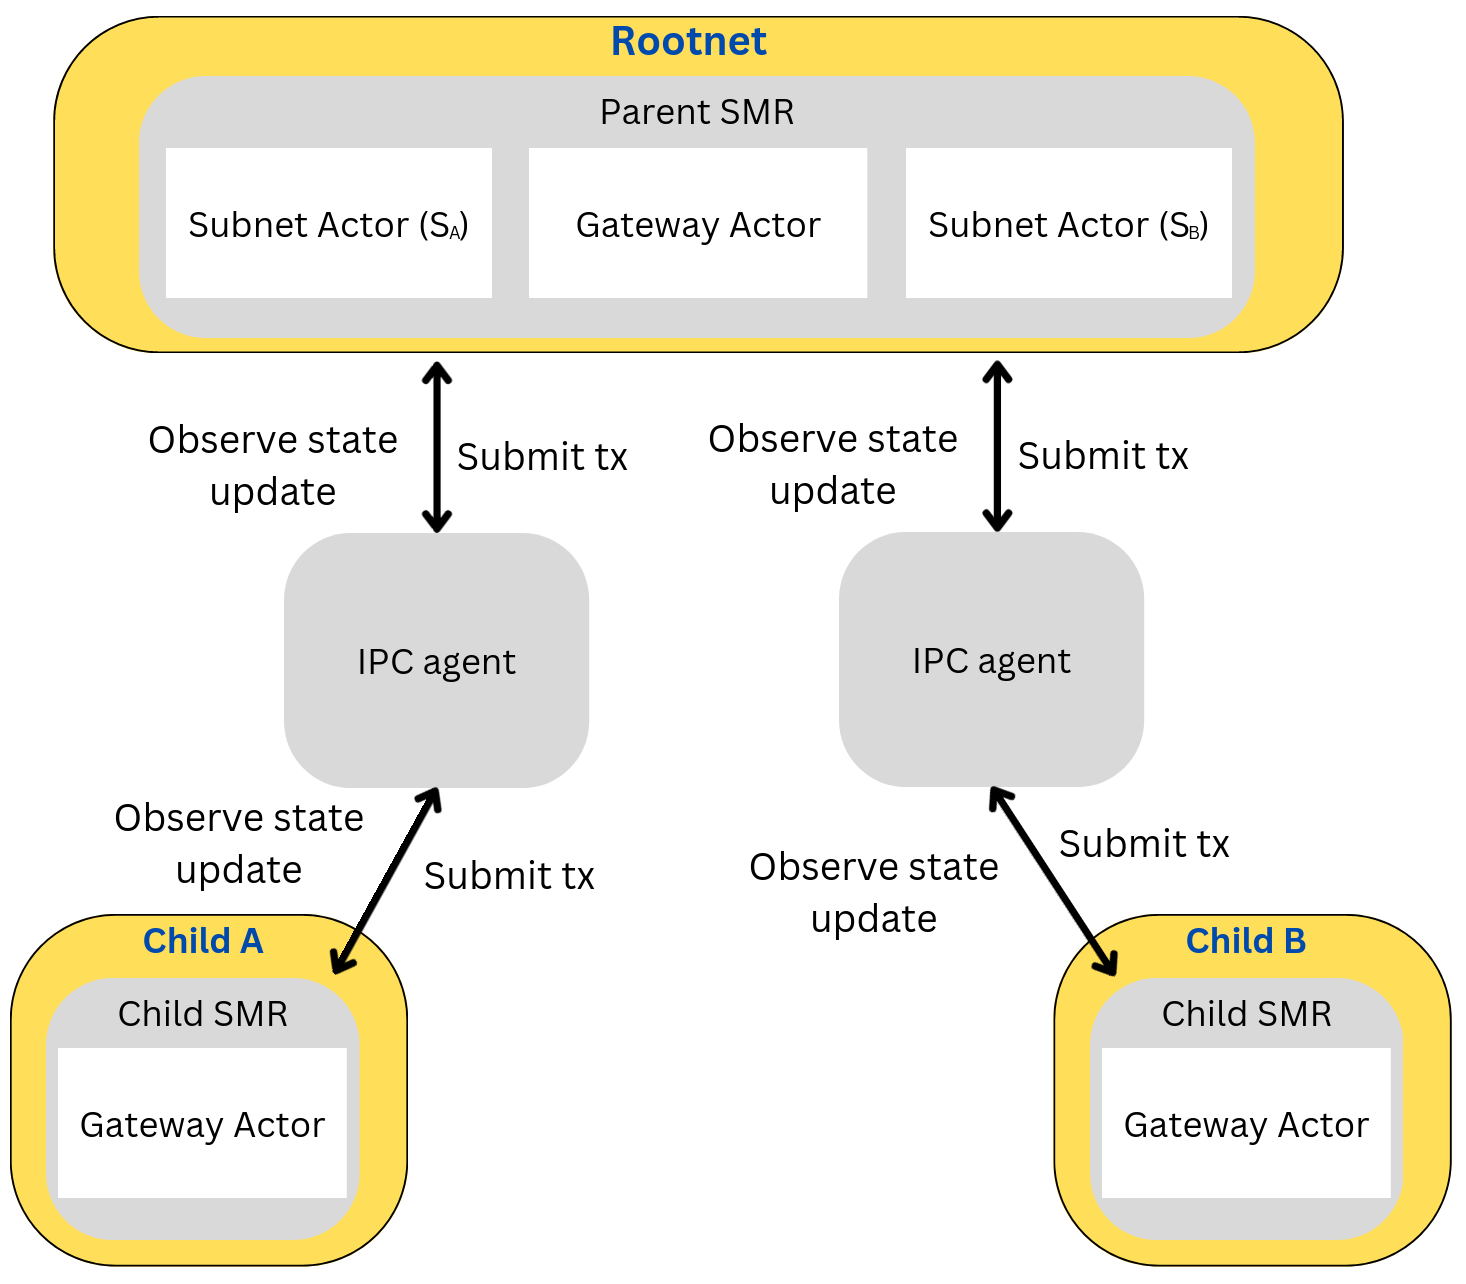 Rootnet
Parent SMR
Subnet Actor (SA)
Gateway Actor
Subnet Actor (SB)
Observe state
update
Submit tx
Observe state
update
Submit tx
IPC agent
IPC agent
Observe state
update
Submit tx
Observe state
update
Submit tx
Child A
Child SMR
Gateway Actor
Child B
Child SMR
Gateway Actor